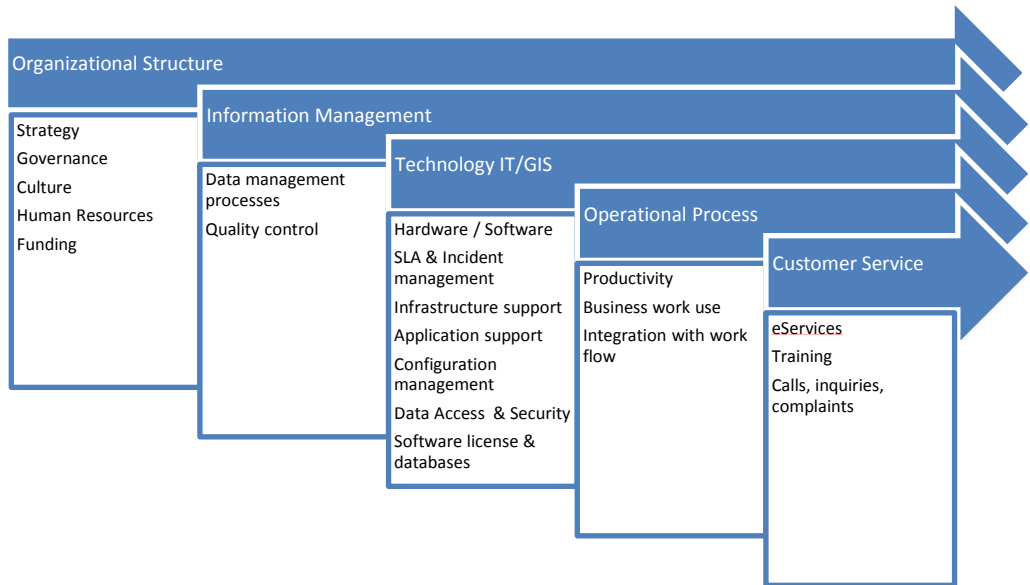 Organizational Structure
Strategy
Governance
Culture
Human Resources
Funding
Information Management
Data management
processes
Quality control
Technology IT/GIS
Hardware / Software
SLA & Incident
management
Infrastructure support
Application support
Configuration
management
Data Access & Security
Software license &
databases
Operational Process
Productivity
Business work use
Integration with work
flow
Customer Service
eServices
Training
Calls, inquiries,
complaints